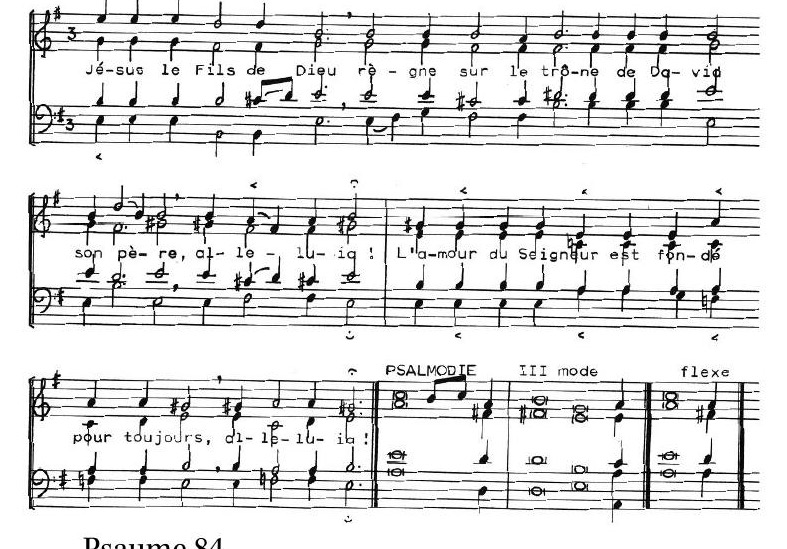 3
Jé-sus le Fils de Dieu rè - gne sur le trô-ne de Da- vid
3
son pè- re, al- le - lu- ia ! L'a-mour du Seigneur est fon-dé
PSALMODIE III mode flexe
pour toujours, al-le-lu- ia!
Psaume 84